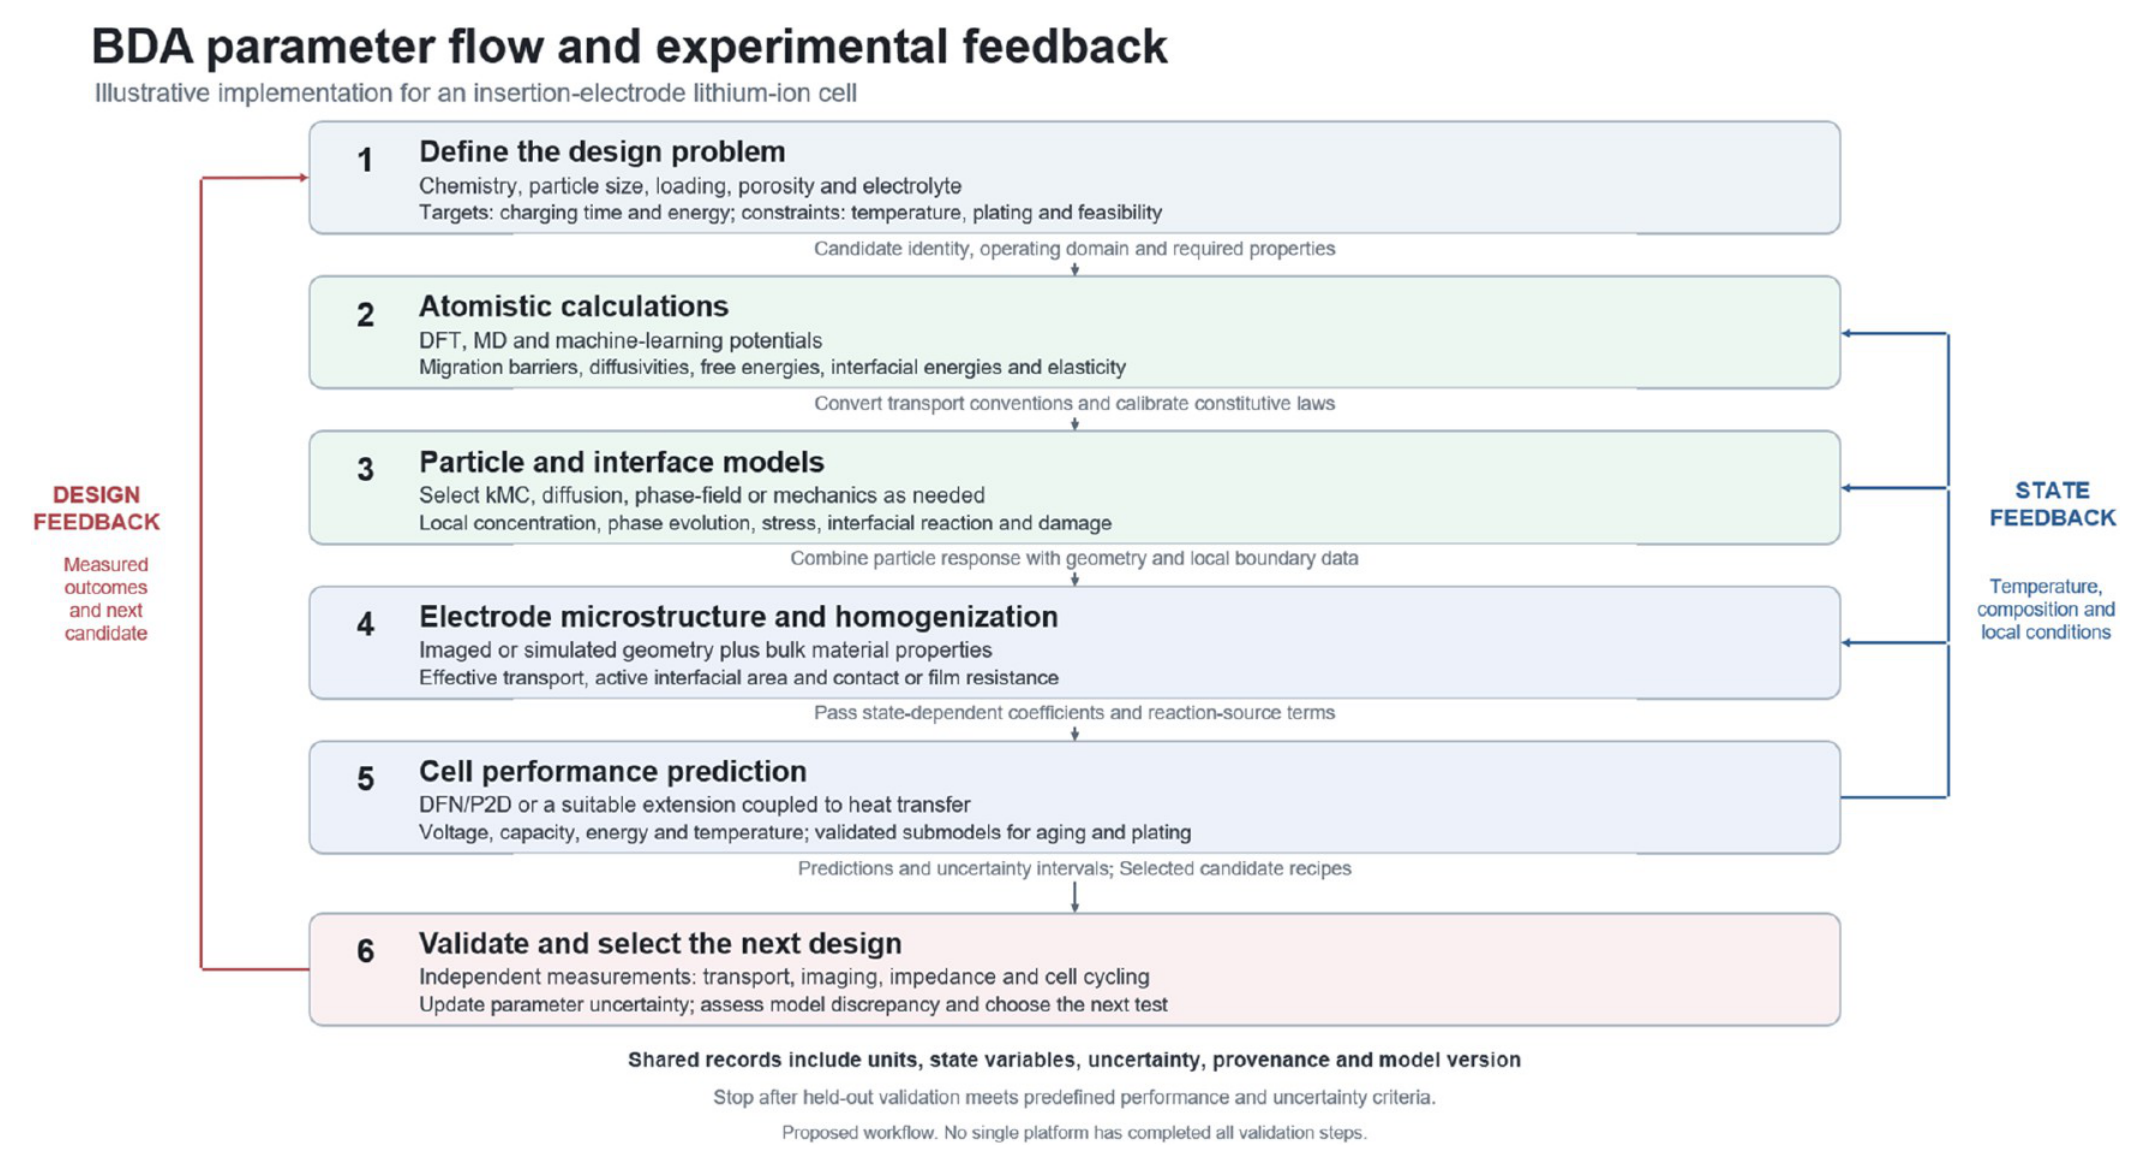 BDA parameter flow and experimental feedback
Illustrative implementation for an insertion-electrode lithium-ion cell
1
Define the design problem
Chemistry, particle size, loading, porosity and electrolyte
Targets: charging time and energy; constraints: temperature, plating and feasibility
Candidate identity, operating domain and required properties
2
Atomistic calculations
DFT, MD and machine-learning potentials
Migration barriers, diffusivities, free energies, interfacial energies and elasticity
Convert transport conventions and calibrate constitutive laws
3
Particle and interface models
Select kMC, diffusion, phase-field or mechanics as needed
Local concentration, phase evolution, stress, interfacial reaction and damage
Combine particle response with geometry and local boundary data
4
Electrode microstructure and homogenization
Imaged or simulated geometry plus bulk material properties
Effective transport, active interfacial area and contact or film resistance
Pass state-dependent coefficients and reaction-source terms
5
Cell performance prediction
DFN/P2D or a suitable extension coupled to heat transfer
Voltage, capacity, energy and temperature; validated submodels for aging and plating
Predictions and uncertainty intervals; Selected candidate recipes
6
Validate and select the next design
Independent measurements: transport, imaging, impedance and cell cycling
Update parameter uncertainty; assess model discrepancy and choose the next test
DESIGN
FEEDBACK
Measured
outcomes
and next
candidate
STATE
FEEDBACK
Temperature,
composition and
local conditions
Shared records include units, state variables, uncertainty, provenance and model version
Stop after held-out validation meets predefined performance and uncertainty criteria.
Proposed workflow. No single platform has completed all validation steps.